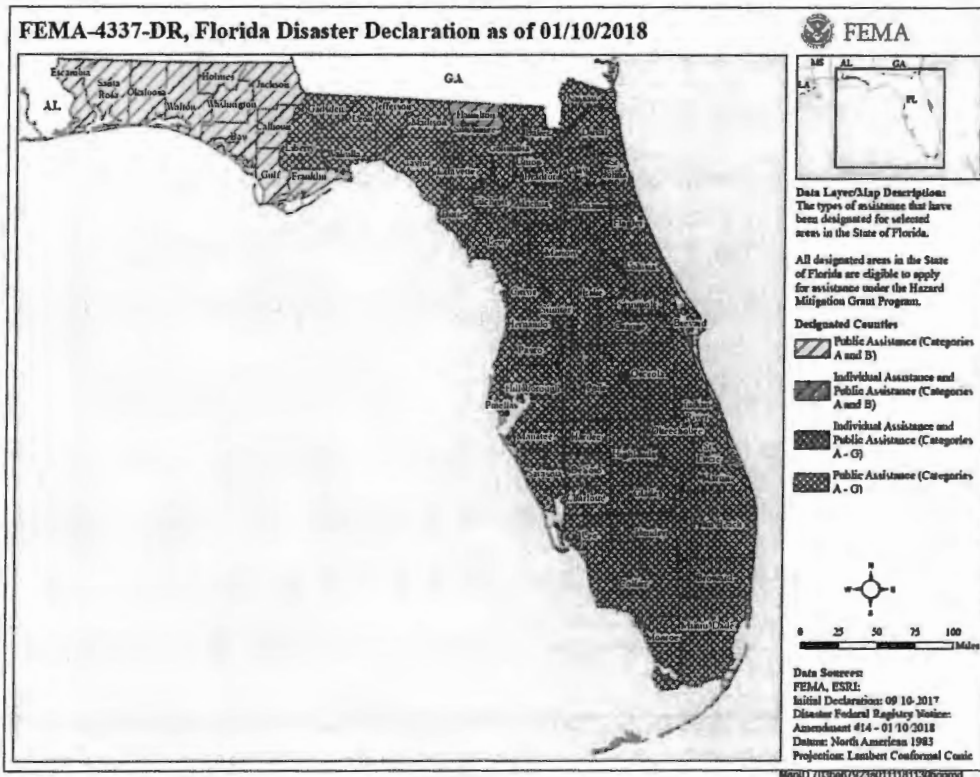 FEMA-4337-DR, Florida Disaster Declaration as of 01/10/2018
FEMA
MS AL GA
LA
FL
GA
AL
Escambia
Santa
Rosa
Okaloosa
Walton
Holmes
Washington
Jackson
Bay
Calhoun
Gulf
Liberty
Franklin
Gadsden
Leon
Jefferson
Madison
Hamilton
Taylor
Lafayette
Columbia
Baker
Union
Bradford
Nassau
Duval
Alachua
Levy
Marion
Flagler
Volusia
Citrus
Sumter
Lake
Hernando
Seminole
Orange
Brevard
Pasco
Osceola
Hillsborough
Polk
Pinellas
Manatee
Hardee
Okeechobee
Highlands
Sarasota
DeSoto
Martin
Charlotte
Glades
Lee
Hendry
Palm Beach
Collier
Broward
Monroe
Miami-Dade
Data Layer/Map Description:
The types of assistance that have
been designated for selected
areas in the State of Florida.
All designated areas in the State
of Florida are eligible to apply
for assistance under the Hazard
Mitigation Grant Program.
Designated Counties
Public Assistance (Categories
A and B)
Individual Assistance and
Public Assistance (Categories
A and B)
Individual Assistance and
Public Assistance (Categories
A - G)
Public Assistance (Categories
A - G)
N
W E
S
0 25 50 75 100
Miles
Data Sources:
FEMA, ESRI;
Initial Declaration: 09/10/2017
Disaster Federal Registry Notice:
Amendment #14 - 01/10/2018
Datum: North American 1983
Projection: Lambert Conformal Conic